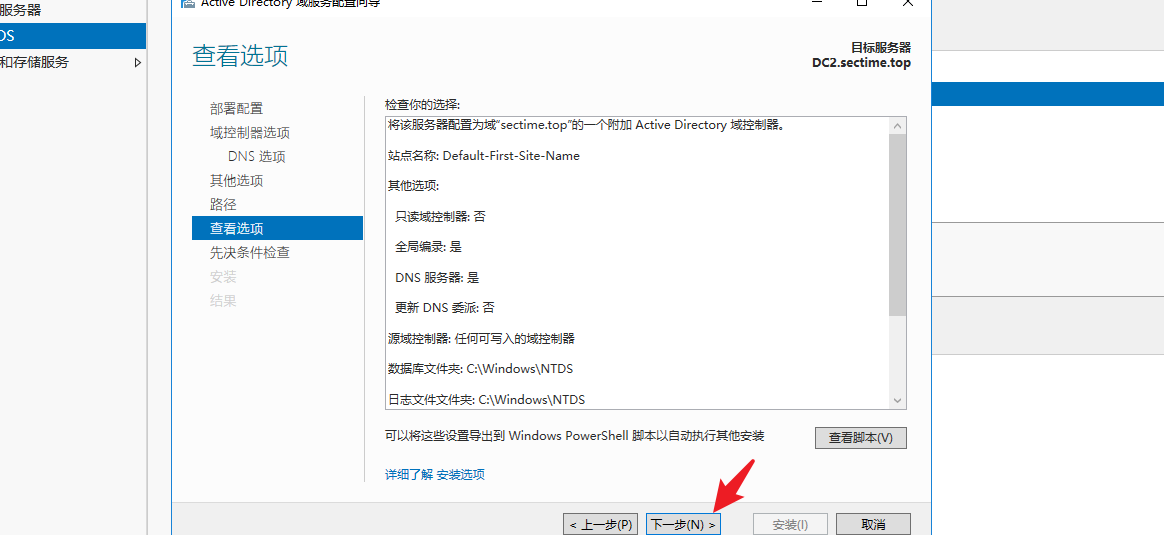 Active Directory 域服务配置向导
服务器
DS
和存储服务
查看选项
目标服务器
DC2.sectime.top
部署配置
域控制器选项
DNS 选项
其他选项
路径
查看选项
先决条件检查
安装
结果
检查你的选择:
将该服务器配置为域“sectime.top”的一个附加 Active Directory 域控制器。
站点名称: Default-First-Site-Name
其他选项:
只读域控制器: 否
全局编录: 是
DNS 服务器: 是
更新 DNS 委派: 否
源域控制器: 任何可写入的域控制器
数据库文件夹: C:\Windows\NTDS
日志文件文件夹: C:\Windows\NTDS
可以将这些设置导出到 Windows PowerShell 脚本以自动执行其他安装
查看脚本(V)
详细了解 安装选项
< 上一步(P)
下一步(N) >
安装(I)
取消